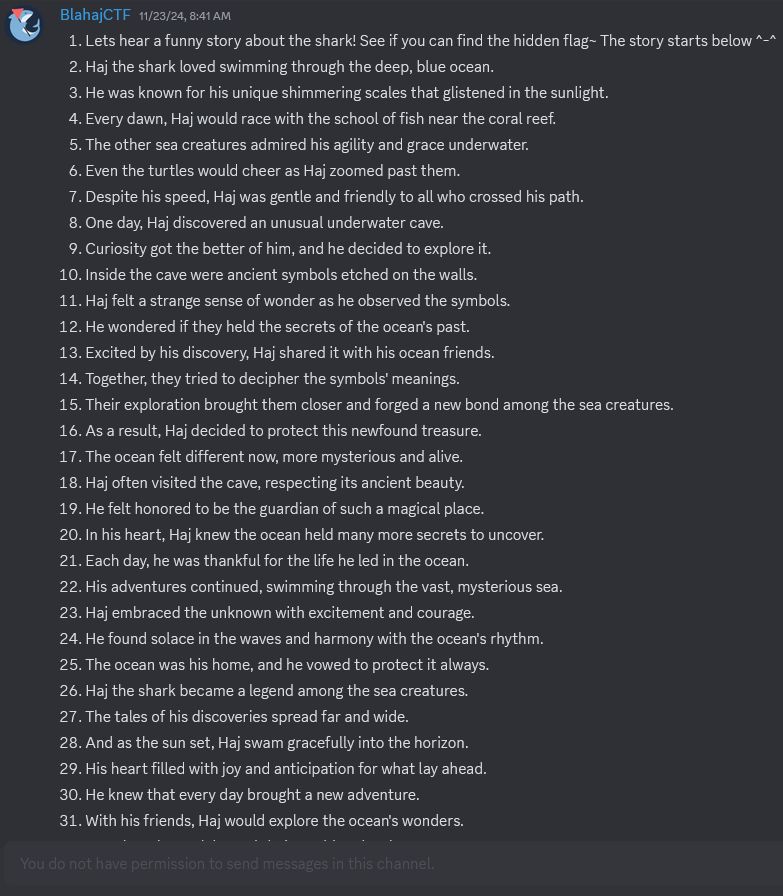 BlahajCTF 11/23/24, 8:41 AM
1. Lets hear a funny story about the shark! See if you can find the hidden flag~ The story starts below ^-^
2. Haj the shark loved swimming through the deep, blue ocean.
3. He was known for his unique shimmering scales that glistened in the sunlight.
4. Every dawn, Haj would race with the school of fish near the coral reef.
5. The other sea creatures admired his agility and grace underwater.
6. Even the turtles would cheer as Haj zoomed past them.
7. Despite his speed, Haj was gentle and friendly to all who crossed his path.
8. One day, Haj discovered an unusual underwater cave.
9. Curiosity got the better of him, and he decided to explore it.
10. Inside the cave were ancient symbols etched on the walls.
11. Haj felt a strange sense of wonder as he observed the symbols.
12. He wondered if they held the secrets of the ocean's past.
13. Excited by his discovery, Haj shared it with his ocean friends.
14. Together, they tried to decipher the symbols' meanings.
15. Their exploration brought them closer and forged a new bond among the sea creatures.
16. As a result, Haj decided to protect this newfound treasure.
17. The ocean felt different now, more mysterious and alive.
18. Haj often visited the cave, respecting its ancient beauty.
19. He felt honored to be the guardian of such a magical place.
20. In his heart, Haj knew the ocean held many more secrets to uncover.
21. Each day, he was thankful for the life he led in the ocean.
22. His adventures continued, swimming through the vast, mysterious sea.
23. Haj embraced the unknown with excitement and courage.
24. He found solace in the waves and harmony with the ocean's rhythm.
25. The ocean was his home, and he vowed to protect it always.
26. Haj the shark became a legend among the sea creatures.
27. The tales of his discoveries spread far and wide.
28. And as the sun set, Haj swam gracefully into the horizon.
29. His heart filled with joy and anticipation for what lay ahead.
30. He knew that every day brought a new adventure.
31. With his friends, Haj would explore the ocean's wonders.
You do not have permission to send messages in this channel.